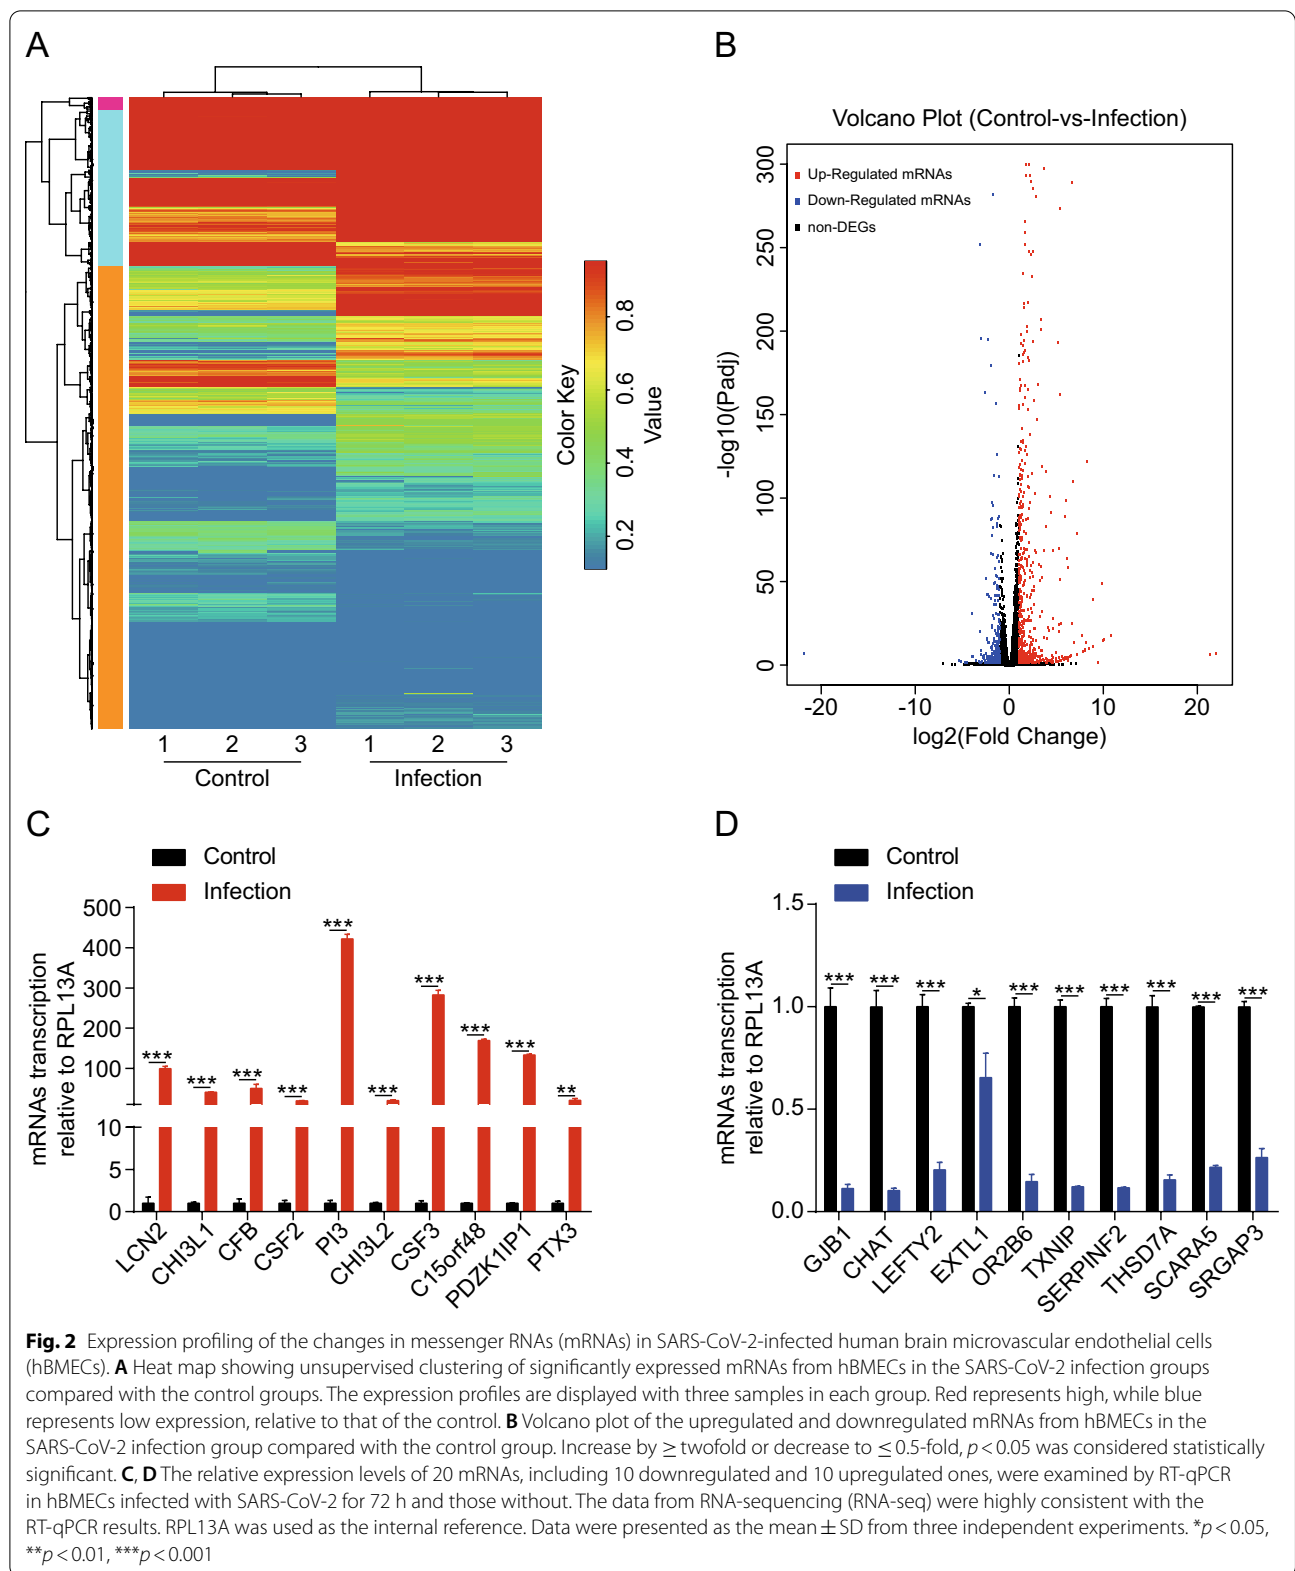 A
1 2 3 1 2 3
Control Infection
Color Key
Value
0.2 0.4 0.6 0.8
B
Volcano Plot (Control-vs-Infection)
Up-Regulated mRNAs
Down-Regulated mRNAs
non-DEGs
-log10(Padj)
300
250
200
150
100
50
0
-20 -10 0 10 20
log2(Fold Change)
C
Control
Infection
mRNAs transcription
relative to RPL13A
500
400
300
200
100
10
5
0
*** *** *** *** *** *** *** *** *** **
LCN2 CHI3L1 CFB CSF2 PI3 CHI3L2 CSF3 C15orf48 PDZK1IP1 PTX3
D
Control
Infection
mRNAs transcription
relative to RPL13A
1.5
1.0
0.5
0.0
*** *** *** * *** *** *** *** *** ***
GJB1 CHAT LEFTY2 EXTL1 OR2B6 TXNIP SERPINF2 THSD7A SCARA5 SRGAP3
Fig. 2 Expression profiling of the changes in messenger RNAs (mRNAs) in SARS-CoV-2-infected human brain microvascular endothelial cells
(hBMECs). A Heat map showing unsupervised clustering of significantly expressed mRNAs from hBMECs in the SARS-CoV-2 infection groups
compared with the control groups. The expression profiles are displayed with three samples in each group. Red represents high, while blue
represents low expression, relative to that of the control. B Volcano plot of the upregulated and downregulated mRNAs from hBMECs in the
SARS-CoV-2 infection group compared with the control group. Increase by ≥ twofold or decrease to ≤ 0.5-fold, p < 0.05 was considered statistically
significant. C, D The relative expression levels of 20 mRNAs, including 10 downregulated and 10 upregulated ones, were examined by RT-qPCR
in hBMECs infected with SARS-CoV-2 for 72 h and those without. The data from RNA-sequencing (RNA-seq) were highly consistent with the
RT-qPCR results. RPL13A was used as the internal reference. Data were presented as the mean ± SD from three independent experiments. *p < 0.05,
**p < 0.01, ***p < 0.001